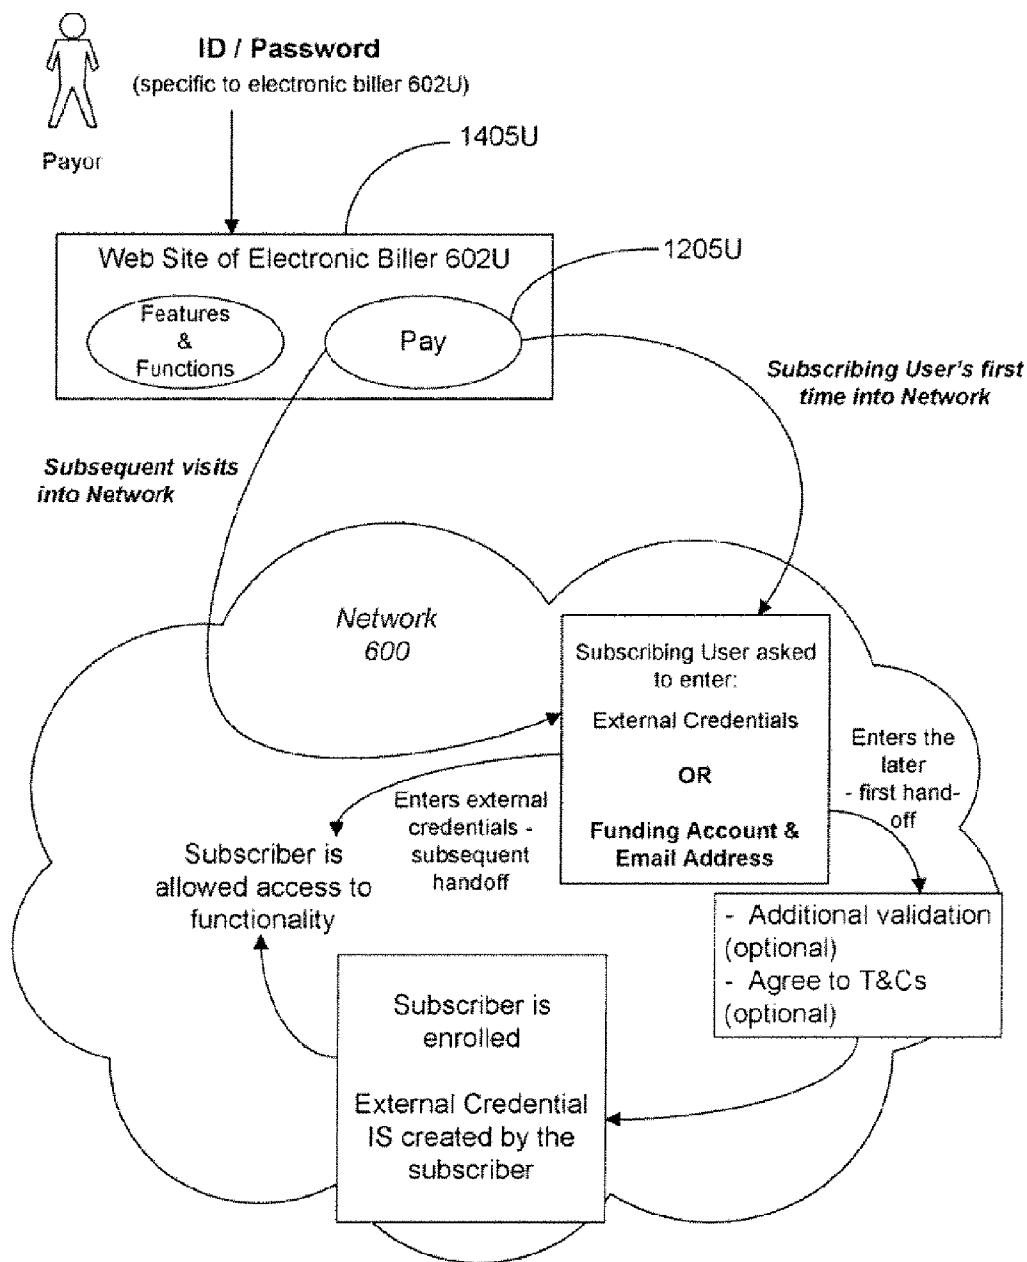 ID / Password
(specific to electronic biller 602U)
Payor
1405U
Web Site of Electronic Biller 602U
1205U
Features
&
Functions
Pay
Subscribing User's first
time into Network
Subsequent visits
into Network
Network
600
Subscribing User asked
to enter:
External Credentials
OR
Funding Account &
Email Address
Enters the
later
- first hand-
off
Enters external
credentials -
subsequent
handoff
Subscriber is
allowed access to
functionality
- Additional validation
(optional)
- Agree to T&Cs
(optional)
Subscriber is
enrolled
External Credential
IS created by the
subscriber